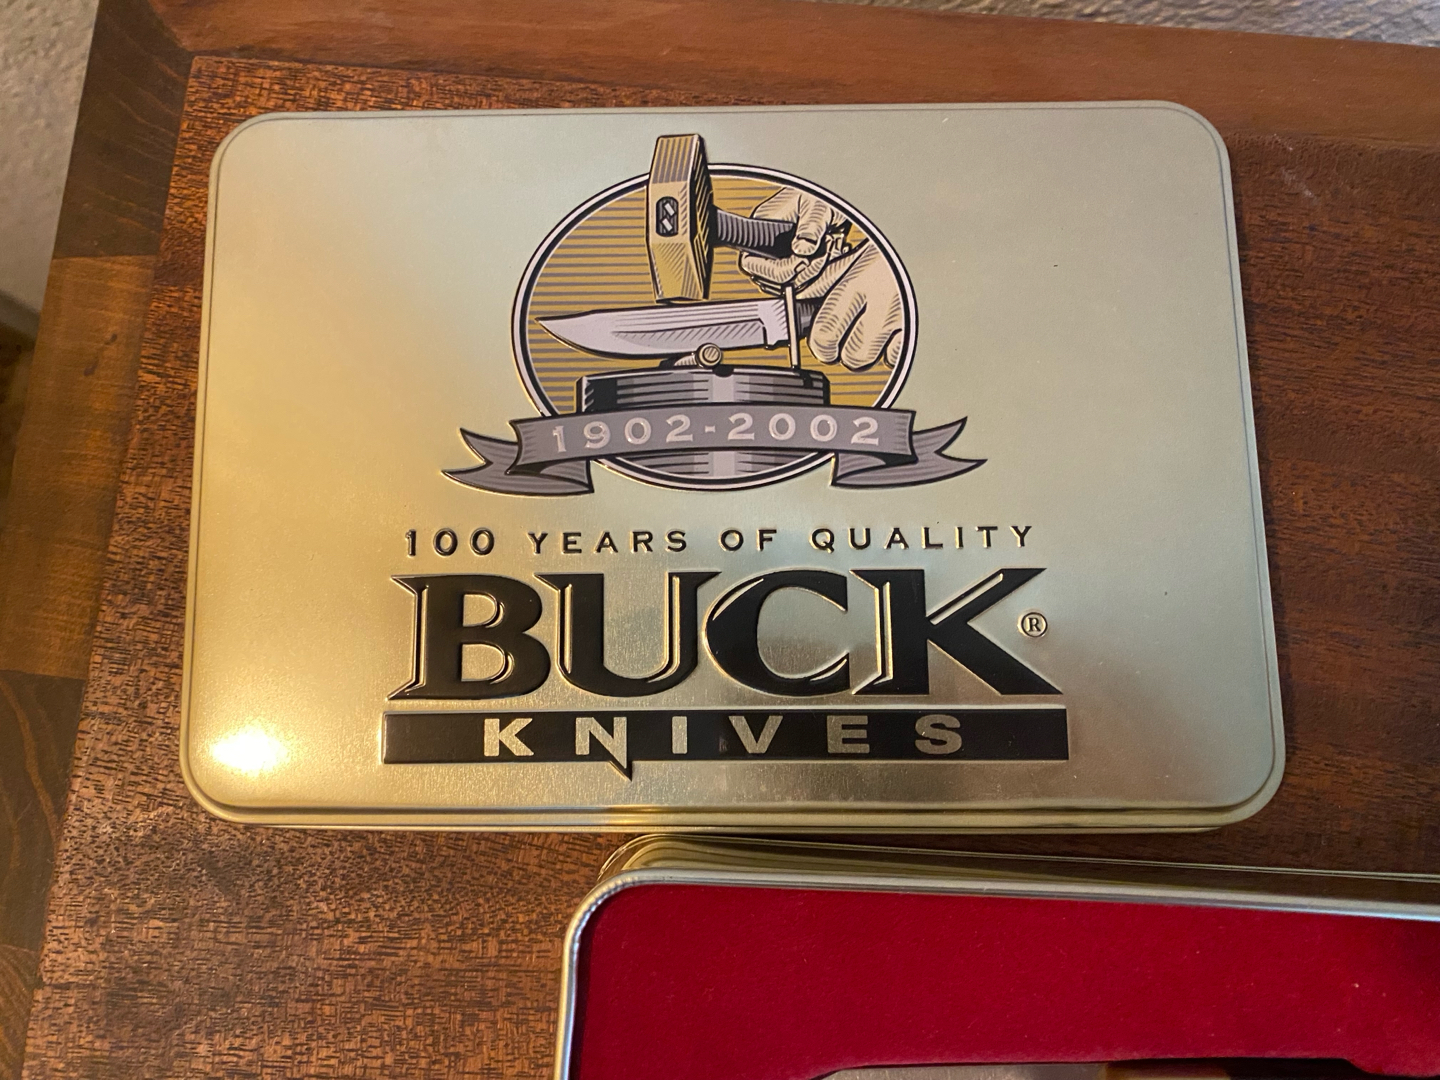 1902-2002
100 YEARS OF QUALITY
BUCK®
KNIVES